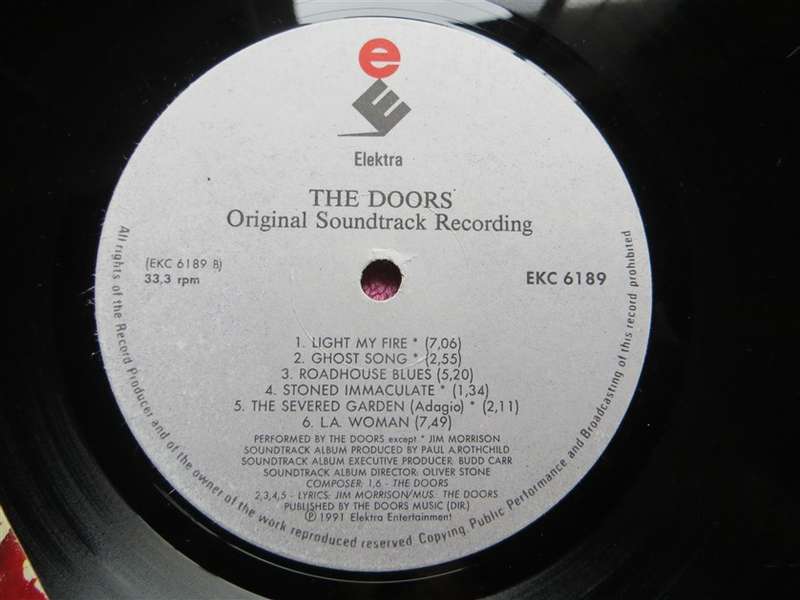 e
E
Elektra
THE DOORS
Original Soundtrack Recording
(EKC 6189 B)
33,3 rpm
EKC 6189
1. LIGHT MY FIRE * (7,06)
2. GHOST SONG * (2,55)
3. ROADHOUSE BLUES (5,20)
4. STONED IMMACULATE * (1,34)
5. THE SEVERED GARDEN (Adagio) * (2,11)
6. L.A. WOMAN (7,49)
PERFORMED BY THE DOORS except * JIM MORRISON
SOUNDTRACK ALBUM PRODUCED BY PAUL A.ROTHCHILD
SOUNDTRACK ALBUM EXECUTIVE PRODUCER: BUDD CARR
SOUNDTRACK ALBUM DIRECTOR: OLIVER STONE
COMPOSER: 1,6 - THE DOORS
2,3,4,5 - LYRICS: JIM MORRISON/MUS: THE DOORS
PUBLISHED BY THE DOORS MUSIC (DIR.)
℗ 1991 Elektra Entertainment
All rights of the Record Producer and of the owner of the work reproduced reserved. Copying, Public Performance and Broadcasting of this record prohibited